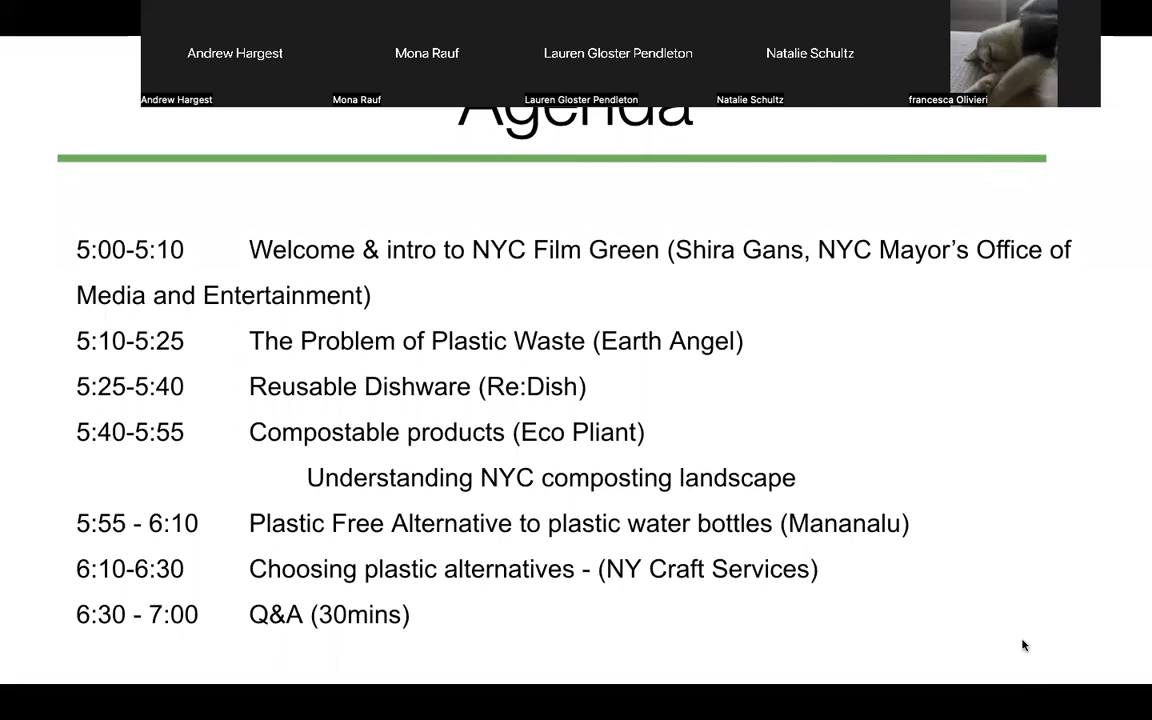 Andrew Hargest Mona Rauf Lauren Gloster Pendleton Natalie Schultz
Andrew Hargest Mona Rauf Lauren Gloster Pendleton Natalie Schultz francesca Olivieri
Agenda
5:00-5:10 Welcome & intro to NYC Film Green (Shira Gans, NYC Mayor’s Office of
Media and Entertainment)
5:10-5:25 The Problem of Plastic Waste (Earth Angel)
5:25-5:40 Reusable Dishware (Re:Dish)
5:40-5:55 Compostable products (Eco Pliant)
Understanding NYC composting landscape
5:55 - 6:10 Plastic Free Alternative to plastic water bottles (Mananalu)
6:10-6:30 Choosing plastic alternatives - (NY Craft Services)
6:30 - 7:00 Q&A (30mins)